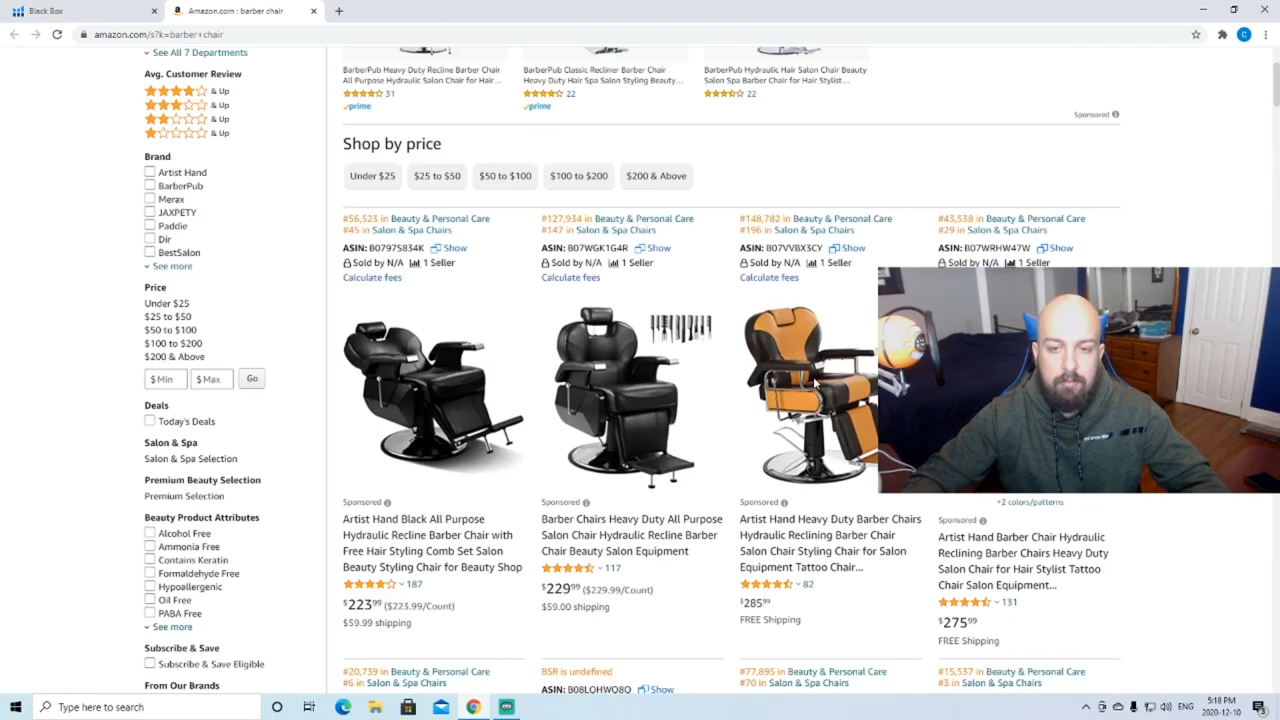 Black Box
Amazon.com : barber chair
amazon.com/s?k=barber+chair
See All 7 Departments
Avg. Customer Review
& Up
& Up
& Up
& Up
Brand
Artist Hand
BarberPub
Merax
JAXPETY
Paddie
Dir
BestSalon
See more
Price
Under $25
$25 to $50
$50 to $100
$100 to $200
$200 & Above
$ Min
$ Max
Go
Deals
Today's Deals
Salon & Spa
Salon & Spa Selection
Premium Beauty Selection
Premium Selection
Beauty Product Attributes
Alcohol Free
Ammonia Free
Contains Keratin
Formaldehyde Free
Hypoallergenic
Oil Free
PABA Free
See more
Subscribe & Save
Subscribe & Save Eligible
From Our Brands
BarberPub Heavy Duty Recline Barber Chair
All Purpose Hydraulic Salon Chair for Hair...
31
prime
BarberPub Classic Recliner Barber Chair
Heavy Duty Hair Spa Salon Styling Beauty...
22
prime
BarberPub Hydraulic Hair Salon Chair Beauty
Salon Spa Barber Chair for Hair Stylist...
22
Sponsored
Shop by price
Under $25
$25 to $50
$50 to $100
$100 to $200
$200 & Above
#56,523 in Beauty & Personal Care
#45 in Salon & Spa Chairs
ASIN: B0797S834K Show
Sold by N/A 1 Seller
Calculate fees
Sponsored
Artist Hand Black All Purpose
Hydraulic Recline Barber Chair with
Free Hair Styling Comb Set Salon
Beauty Styling Chair for Beauty Shop
187
$223.99 ($223.99/Count)
$59.99 shipping
#127,934 in Beauty & Personal Care
#147 in Salon & Spa Chairs
ASIN: B07WGK1G4R Show
Sold by N/A 1 Seller
Calculate fees
Sponsored
Barber Chairs Heavy Duty All Purpose
Salon Chair Hydraulic Recline Barber
Chair Beauty Salon Equipment
117
$229.99 ($229.99/Count)
$59.00 shipping
#148,782 in Beauty & Personal Care
#196 in Salon & Spa Chairs
ASIN: B07VVBX3CY Show
Sold by N/A 1 Seller
Calculate fees
Sponsored
Artist Hand Heavy Duty Barber Chairs
Hydraulic Reclining Barber Chair
Salon Chair Styling Chair for Salon
Equipment Tattoo Chair...
82
$285.99
FREE Shipping
#43,538 in Beauty & Personal Care
#29 in Salon & Spa Chairs
ASIN: B07WRHW47W Show
Sold by N/A 1 Seller
+2 colors/patterns
Sponsored
Artist Hand Barber Chair Hydraulic
Reclining Barber Chairs Heavy Duty
Salon Chair for Hair Stylist Tattoo
Chair Salon Equipment...
131
$275.99
FREE Shipping
#20,739 in Beauty & Personal Care
#6 in Salon & Spa Chairs
BSR is undefined
ASIN: B08LQHWQ8Q Show
#77,895 in Beauty & Personal Care
#70 in Salon & Spa Chairs
#15,537 in Beauty & Personal Care
#3 in Salon & Spa Chairs
Type here to search
ENG
5:18 PM
2020-12-10